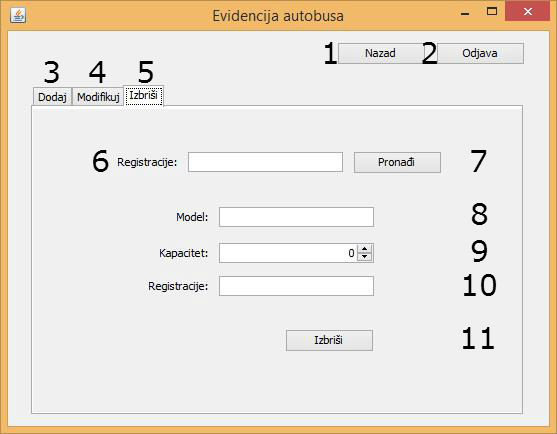 Evidencija autobusa
1 Nazad 2 Odjava
3 4 5
Dodaj Modifikuj Izbriši
6 Registracije: Pronađi 7
Model: 8
Kapacitet: 0 9
Registracije: 10
Izbriši 11